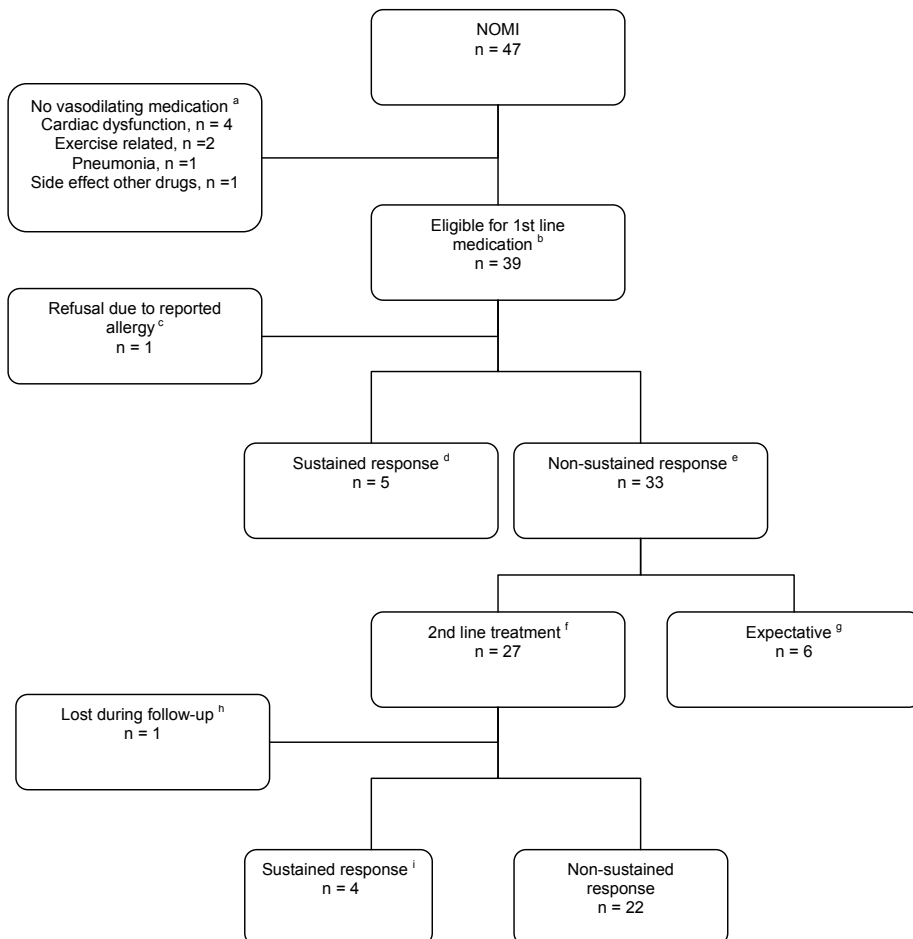 NOMI
n = 47
No vasodilating medication a
Cardiac dysfunction, n = 4
Exercise related, n =2
Pneumonia, n =1
Side effect other drugs, n =1
Eligible for 1st line
medication b
n = 39
Refusal due to reported
allergy c
n = 1
Sustained response d
n = 5
Non-sustained response e
n = 33
2nd line treatment f
n = 27
Expectative g
n = 6
Lost during follow-up h
n = 1
Sustained response i
n = 4
Non-sustained
response
n = 22